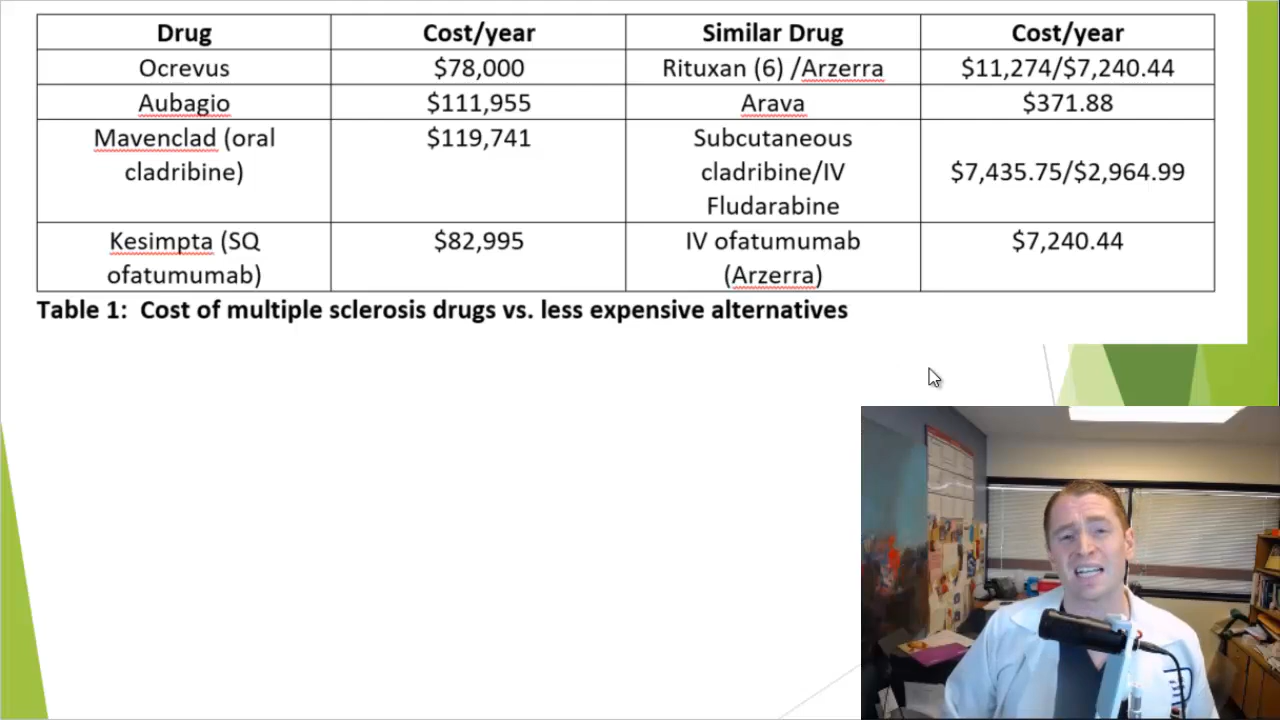 Drug Cost/year Similar Drug Cost/year
Ocrevus $78,000 Rituxan (6) /Arzerra $11,274/$7,240.44
Aubagio $111,955 Arava $371.88
Mavenclad (oral $119,741 Subcutaneous
cladribine) cladribine/IV $7,435.75/$2,964.99
Fludarabine
Kesimpta (SQ $82,995 IV ofatumumab $7,240.44
ofatumumab) (Arzerra)
Table 1: Cost of multiple sclerosis drugs vs. less expensive alternatives